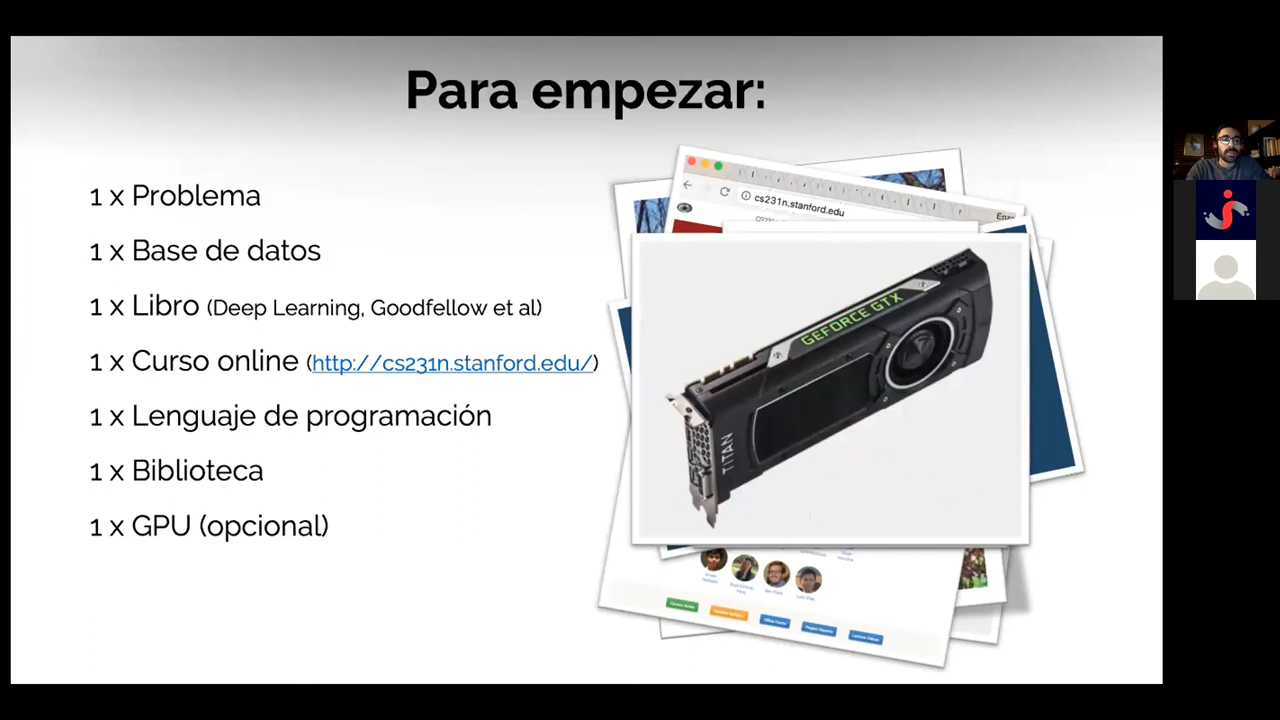 Para empezar:
1 x Problema
1 x Base de datos
1 x Libro (Deep Learning, Goodfellow et al)
1 x Curso online (http://cs231n.stanford.edu/)
1 x Lenguaje de programación
1 x Biblioteca
1 x GPU (opcional)
cs231n.stanford.edu
GEFORCE GTX
TITAN